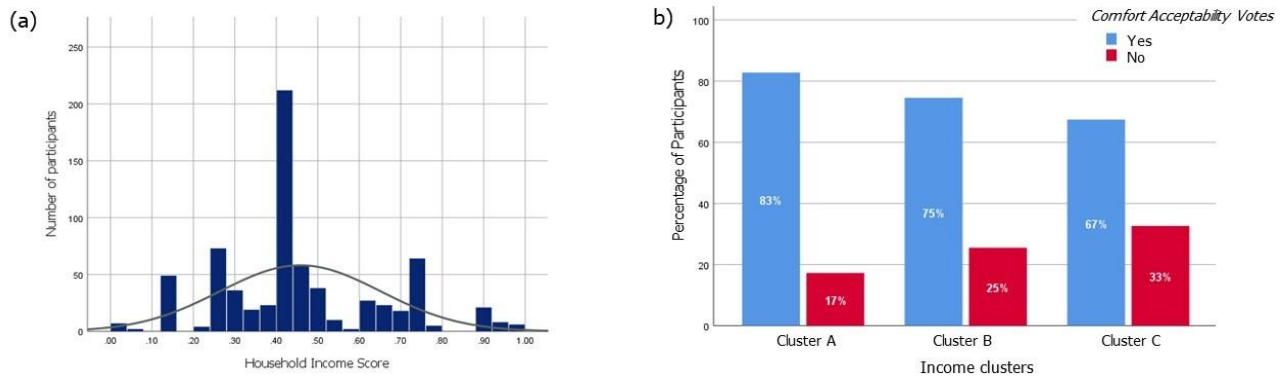 (a)
Number of participants
250
200
150
100
50
0
.00 .10 .20 .30 .40 .50 .60 .70 .80 .90 1.00
Household Income Score
b)
Comfort Acceptability Votes
Yes
No
Percentage of Participants
100
80
60
40
20
0
83%
17%
75%
25%
67%
33%
Cluster A Cluster B Cluster C
Income clusters